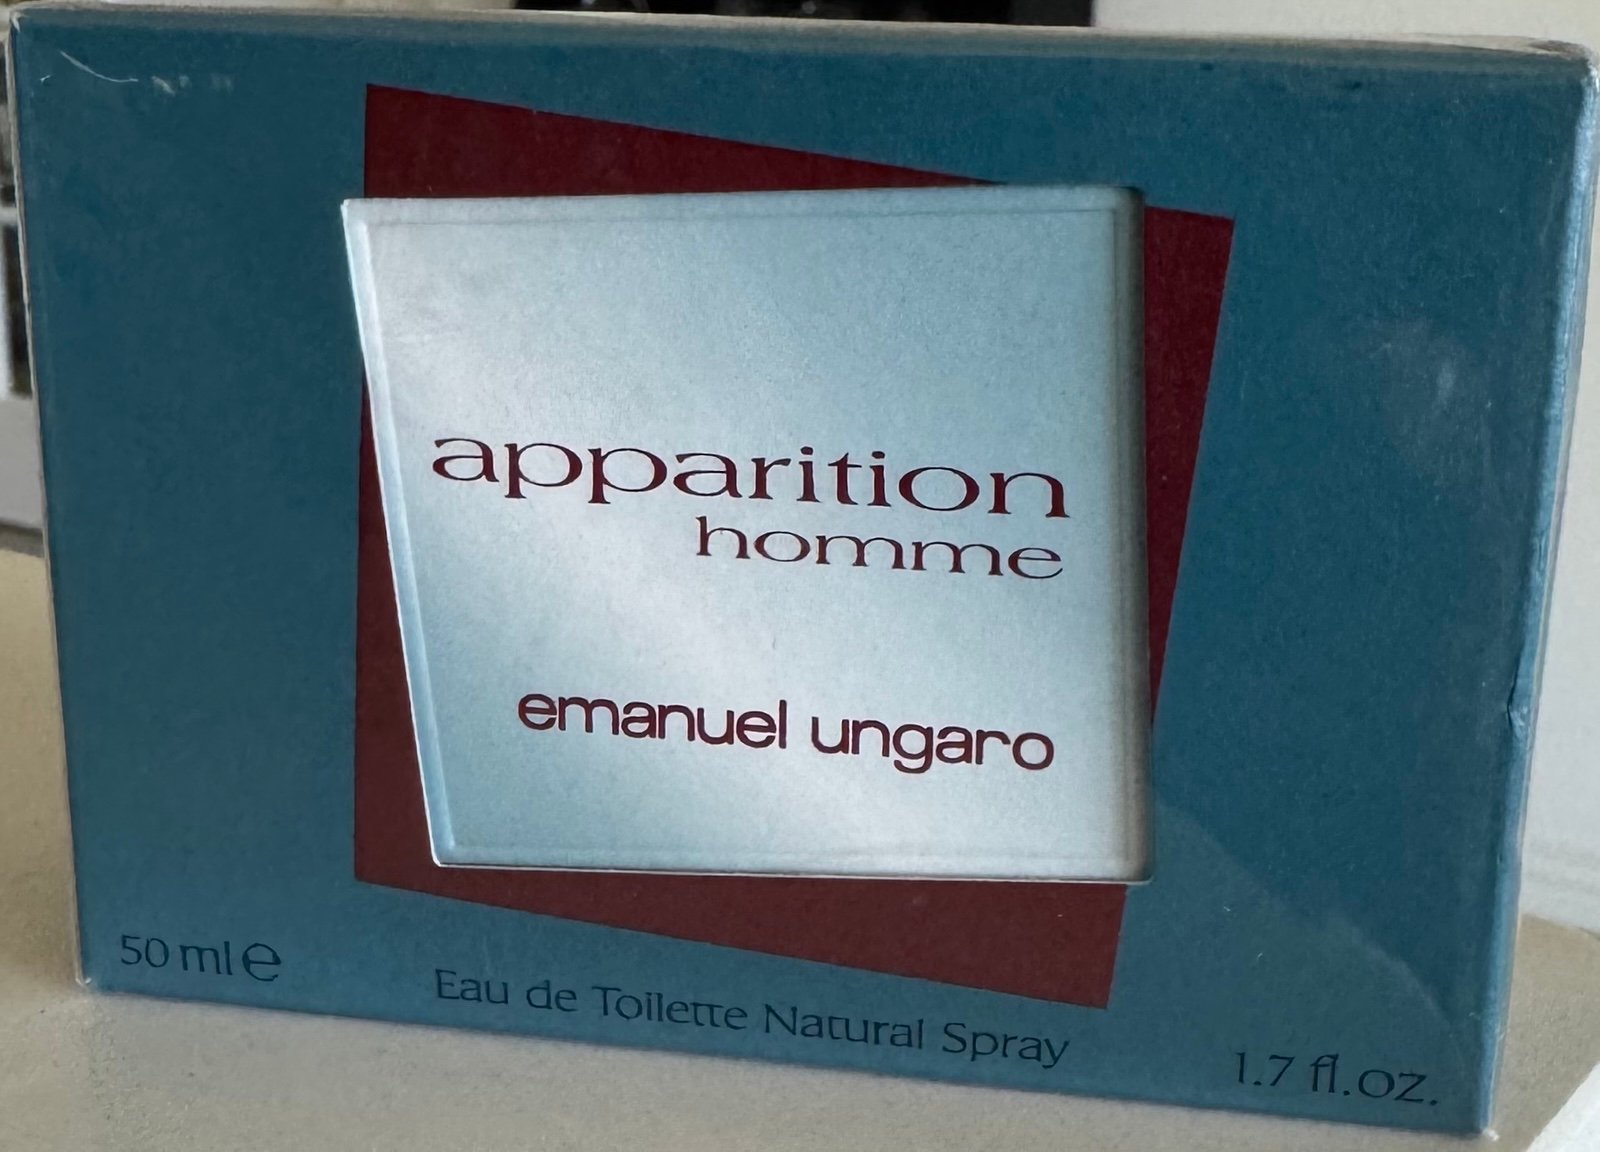 apparition
homme
emanuel ungaro
50 ml e
Eau de Toilette Natural Spray
1.7 fl.oz.